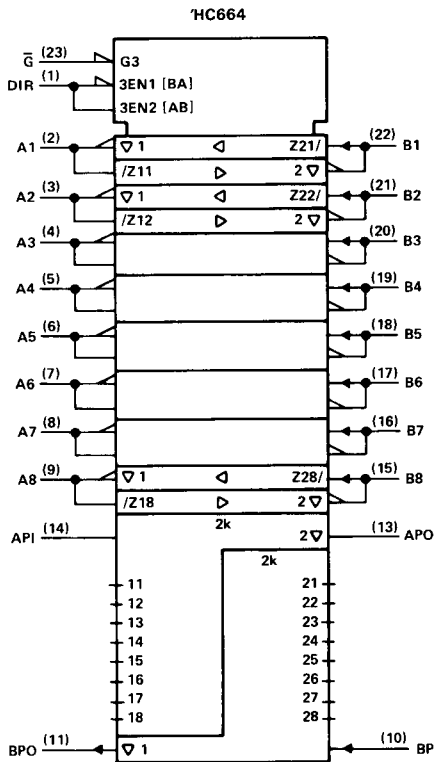 'HC664
G̅ (23) G3
DIR (1) 3EN1 [BA]
3EN2 [AB]
A1 (2) ▽ 1 ◁ Z21/ (22) B1
/Z11 ▷ 2 ▽
A2 (3) ▽ 1 ◁ Z22/ (21) B2
/Z12 ▷ 2 ▽
A3 (4) (20) B3
A4 (5) (19) B4
A5 (6) (18) B5
A6 (7) (17) B6
A7 (8) (16) B7
A8 (9) ▽ 1 ◁ Z28/ (15) B8
/Z18 ▷ 2 ▽
2k
API (14) 2 ▽ (13) APO
2k
11 21
12 22
13 23
14 24
15 25
16 26
17 27
18 28
BPO (11) ▽ 1 (10) BP